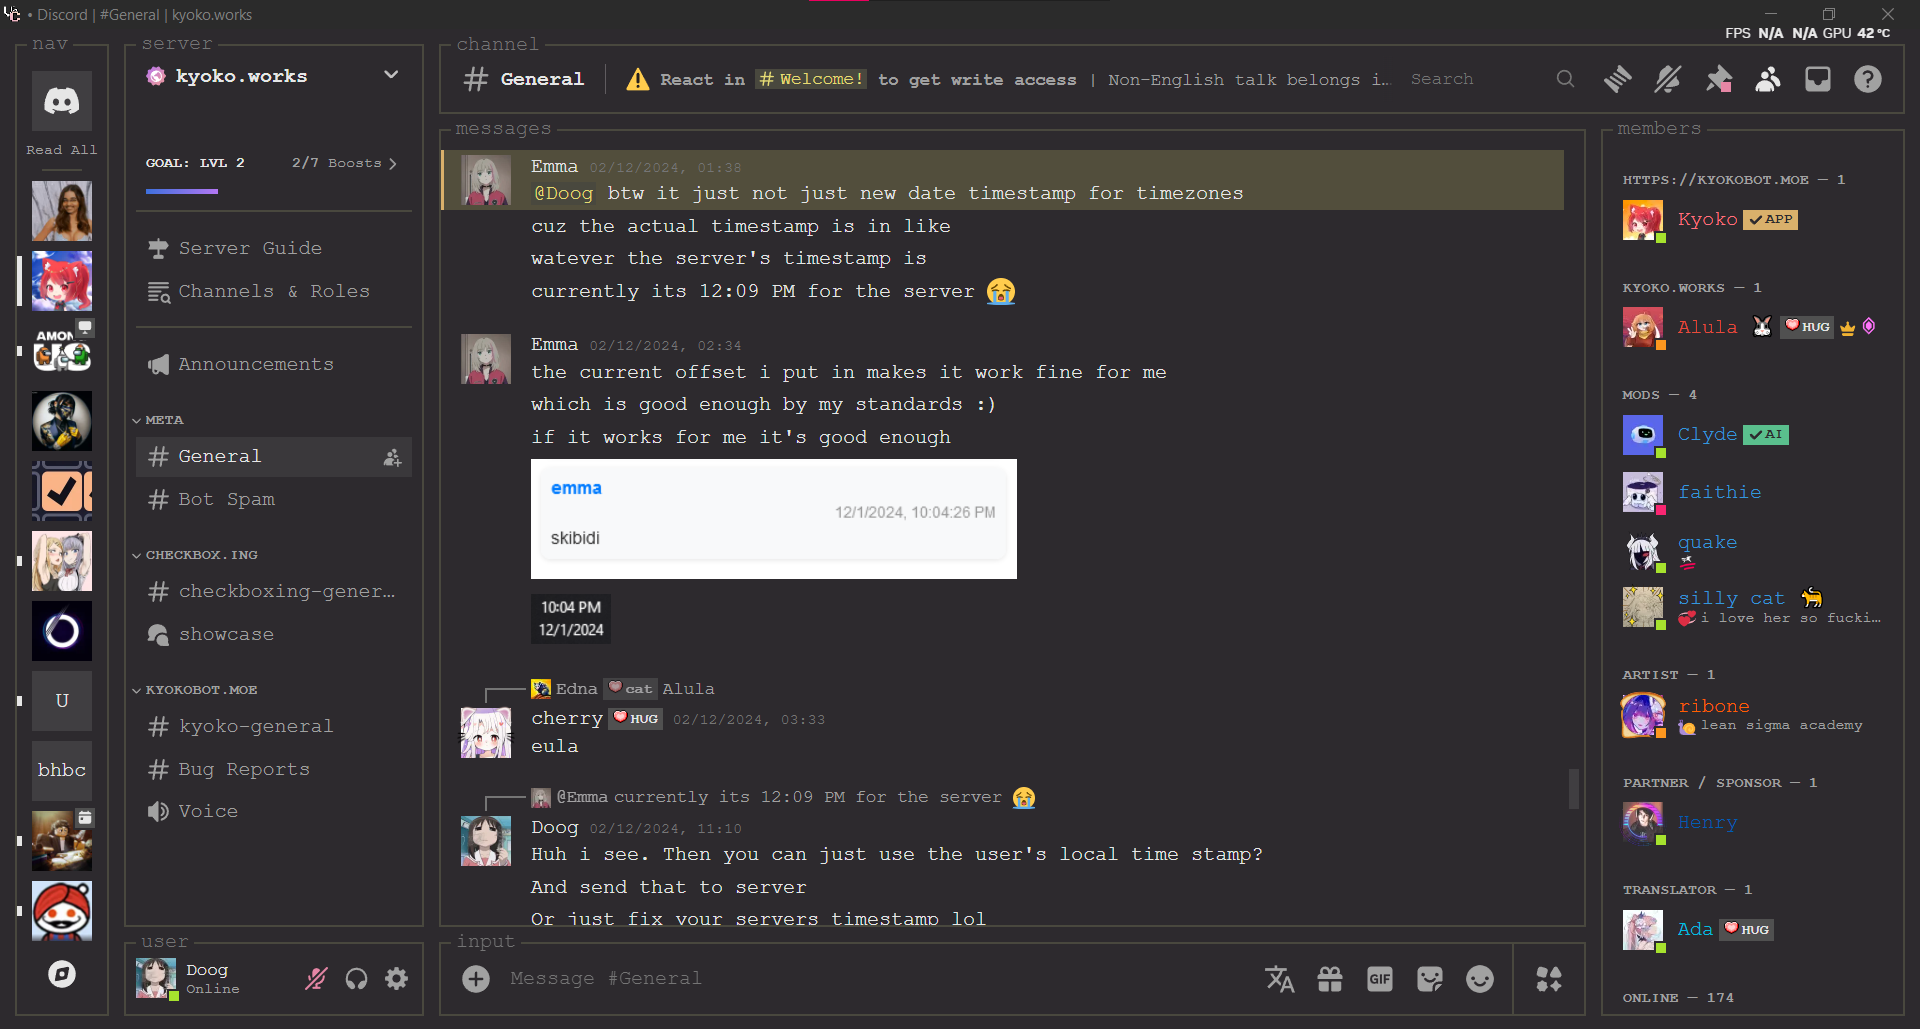 • Discord | #General | kyoko.works
FPS N/A N/A GPU 42 °C
nav
Read All
AMON
U
bhbc
server
kyoko.works
GOAL: LVL 2
2/7 Boosts
Server Guide
Channels & Roles
Announcements
META
General
Bot Spam
CHECKBOX.ING
checkboxing-gener…
showcase
KYOKOBOT.MOE
kyoko-general
Bug Reports
Voice
user
Doog
Online
channel
# General
React in # Welcome! to get write access | Non-English talk belongs i…
Search
messages
Emma 02/12/2024, 01:38
@Doog btw it just not just new date timestamp for timezones
cuz the actual timestamp is in like
watever the server's timestamp is
currently its 12:09 PM for the server 😭
Emma 02/12/2024, 02:34
the current offset i put in makes it work fine for me
which is good enough by my standards :)
if it works for me it's good enough
emma
12/1/2024, 10:04:26 PM
skibidi
10:04 PM
12/1/2024
Edna cat Alula
cherry HUG 02/12/2024, 03:33
eula
@Emma currently its 12:09 PM for the server 😭
Doog 02/12/2024, 11:10
Huh i see. Then you can just use the user's local time stamp?
And send that to server
Or just fix your servers timestamp lol
input
Message #General
GIF
members
HTTPS://KYOKOBOT.MOE — 1
Kyoko ✓ APP
KYOKO.WORKS — 1
Alula HUG
MODS — 4
Clyde ✓ AI
faithie
quake
silly cat
i love her so fucki…
ARTIST — 1
ribone
lean sigma academy
PARTNER / SPONSOR — 1
Henry
TRANSLATOR — 1
Ada HUG
ONLINE — 174